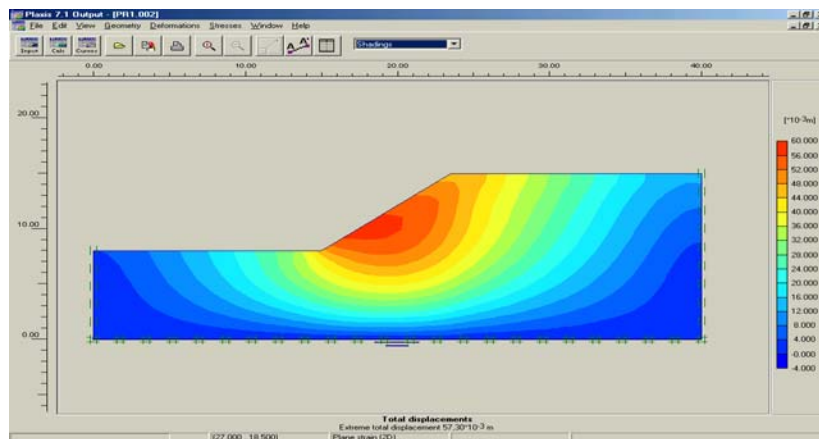 Plaxis 7.1 Output - [PR1.002]
File Edit View Geometry Deformations Stresses Window Help
Input Calc Curves
Shadings
0.00 10.00 20.00 30.00 40.00
20.00
10.00
0.00
[*10-3m]
60.000
56.000
52.000
48.000
44.000
40.000
36.000
32.000
28.000
24.000
20.000
16.000
12.000
8.000
4.000
-0.000
-4.000
Total displacements
Extreme total displacement 57,30*10-3 m
(27.000 , 18.500) Plane strain (2D)